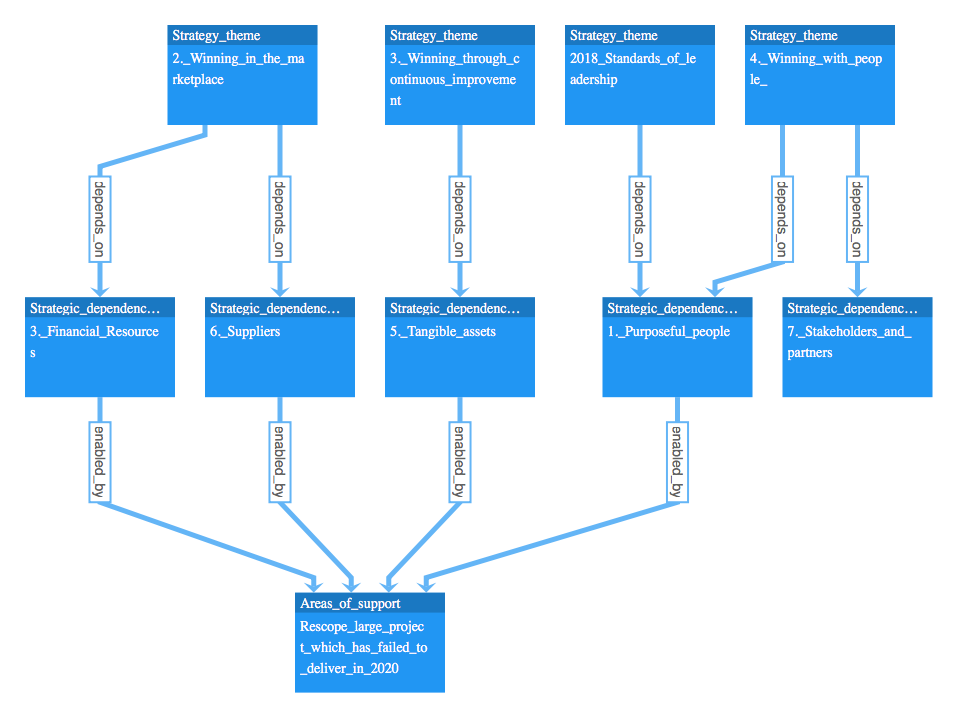 Strategy_theme
2._Winning_in_the_ma
rketplace
Strategy_theme
3._Winning_through_c
ontinuous_improveme
nt
Strategy_theme
2018_Standards_of_le
adership
Strategy_theme
4._Winning_with_peop
le_
depends_on
depends_on
depends_on
depends_on
depends_on
depends_on
Strategic_dependenc…
3._Financial_Resource
s
Strategic_dependenc…
6._Suppliers
Strategic_dependenc…
5._Tangible_assets
Strategic_dependenc…
1._Purposeful_people
Strategic_dependenc…
7._Stakeholders_and_
partners
enabled_by
enabled_by
enabled_by
enabled_by
Areas_of_support
Rescope_large_projec
t_which_has_failed_to
_deliver_in_2020